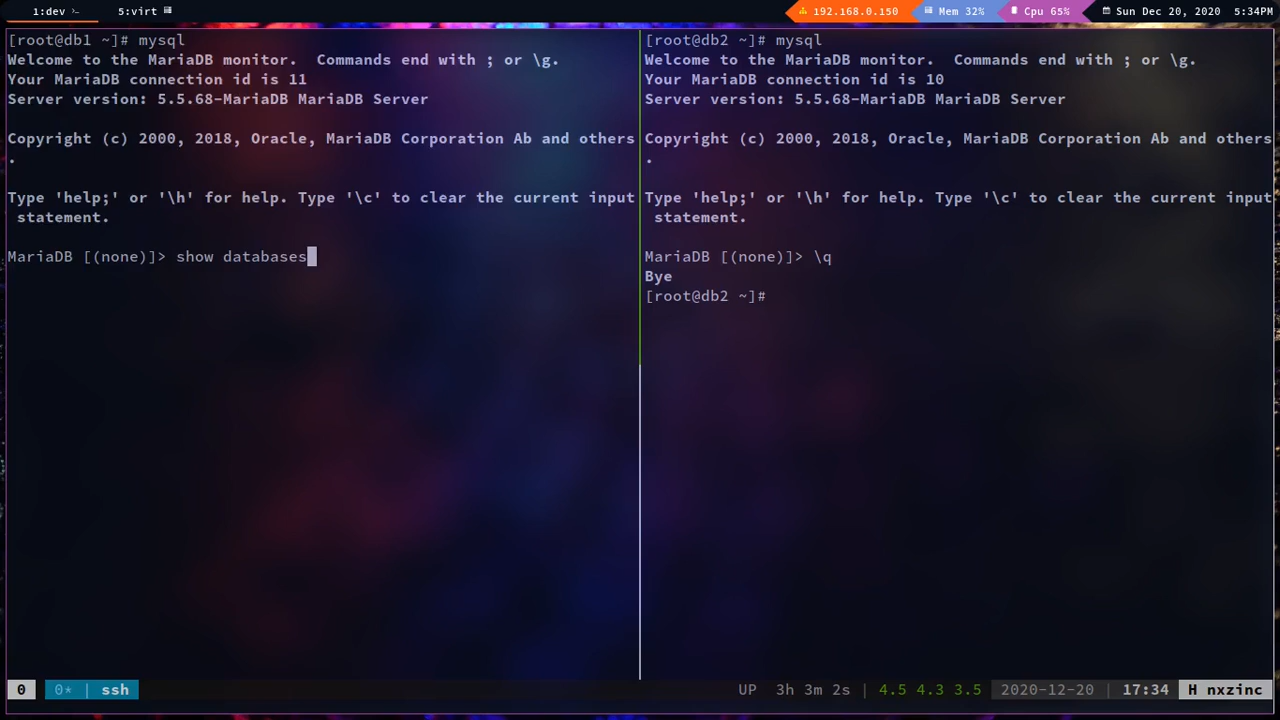 1:dev
5:virt
192.168.0.150
Mem 32%
Cpu 65%
Sun Dec 20, 2020
5:34PM
[root@db1 ~]# mysql
Welcome to the MariaDB monitor.  Commands end with ; or \g.
Your MariaDB connection id is 11
Server version: 5.5.68-MariaDB MariaDB Server
Copyright (c) 2000, 2018, Oracle, MariaDB Corporation Ab and others
.
Type 'help;' or '\h' for help. Type '\c' to clear the current input
 statement.
MariaDB [(none)]> show databases
[root@db2 ~]# mysql
Welcome to the MariaDB monitor.  Commands end with ; or \g.
Your MariaDB connection id is 10
Server version: 5.5.68-MariaDB MariaDB Server
Copyright (c) 2000, 2018, Oracle, MariaDB Corporation Ab and others
.
Type 'help;' or '\h' for help. Type '\c' to clear the current input
 statement.
MariaDB [(none)]> \q
Bye
[root@db2 ~]#
0
0* | ssh
UP 3h 3m 2s | 4.5 4.3 3.5 | 2020-12-20 | 17:34 H nxzinc